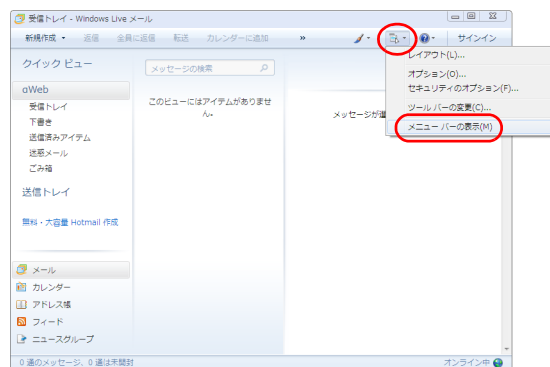 受信トレイ - Windows Live メール
新規作成 返信 全員に返信 転送 カレンダーに追加 » サインイン
クイック ビュー
メッセージの検索
レイアウト(L)...
オプション(O)...
セキュリティのオプション(F)...
ツール バーの変更(C)...
メニュー バーの表示(M)
oWeb
受信トレイ
下書き
送信済みアイテム
迷惑メール
ごみ箱
このビューにはアイテムがありませ
ん。
メッセージが選
送信トレイ
無料・大容量 Hotmail 作成
メール
カレンダー
アドレス帳
フィード
ニュースグループ
0 通のメッセージ、0 通は未開封
オンライン中